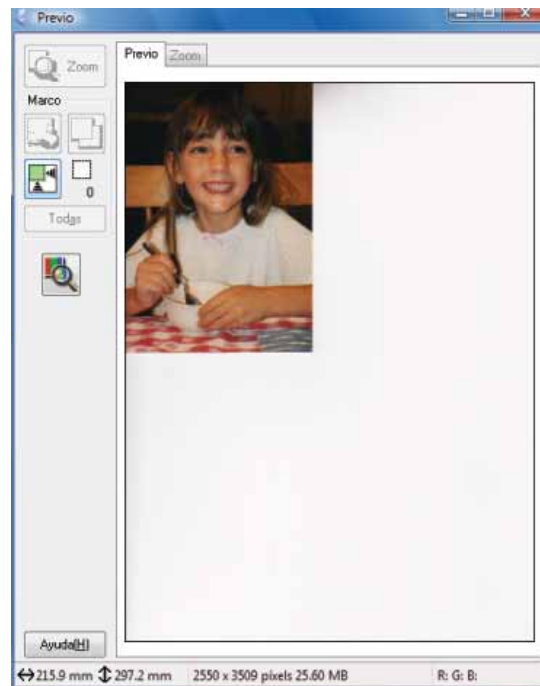 Previo
Zoom
Previo Zoom
Marco
0
Todas
Ayuda(H)
215.9 mm 297.2 mm 2550 x 3509 pixels 25.60 MB R: G: B: